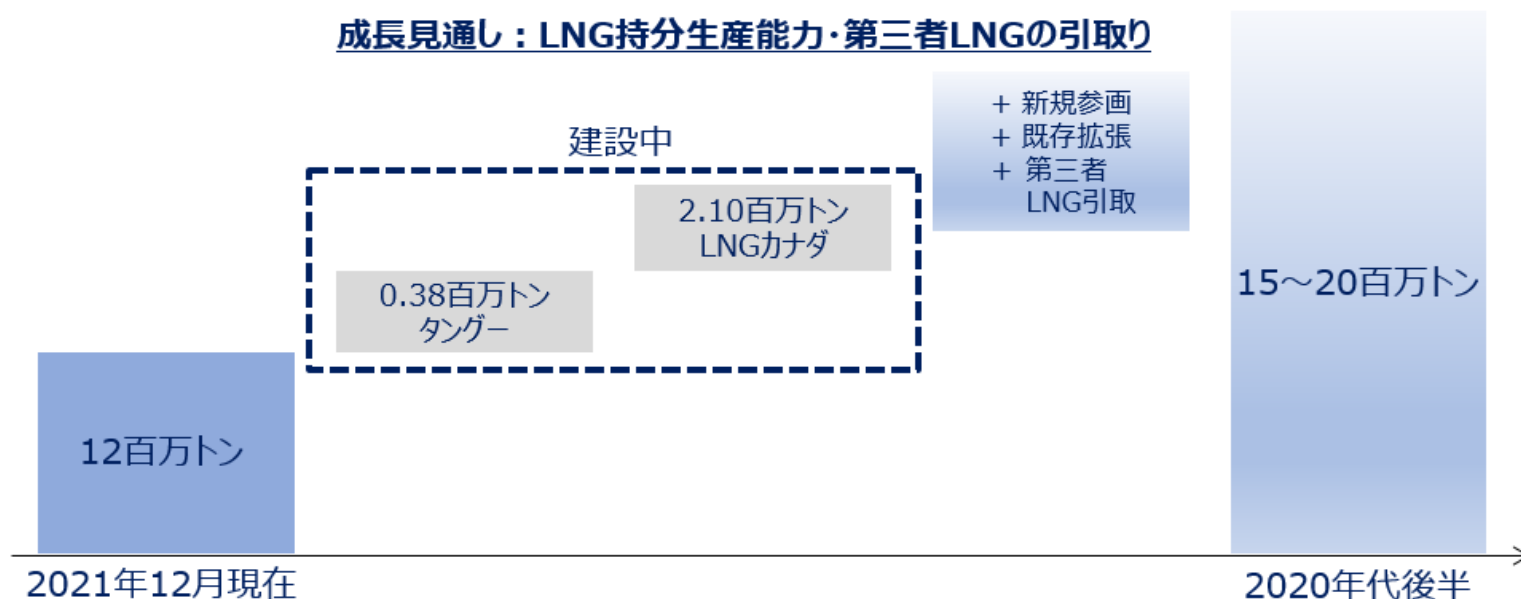 成長見通し：LNG持分生産能力・第三者LNGの引取り
建設中
+ 新規参画
+ 既存拡張
+ 第三者
LNG引取
2.10百万トン
LNGカナダ
0.38百万トン
タングー
12百万トン
15～20百万トン
2021年12月現在
2020年代後半